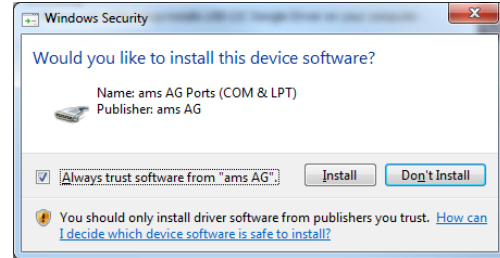 Windows Security
Would you like to install this device software?
Name: ams AG Ports (COM & LPT)
Publisher: ams AG
Always trust software from "ams AG".
Install
Don't Install
You should only install driver software from publishers you trust. How can
I decide which device software is safe to install?